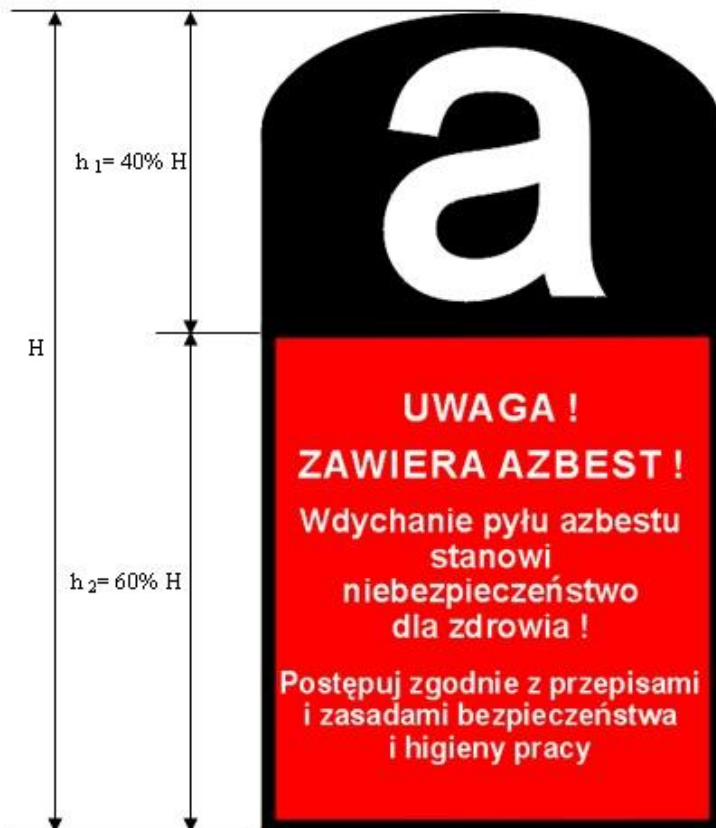 h 1= 40% H
H
h 2= 60% H
a
UWAGA !
ZAWIERA AZBEST !
Wdychanie pyłu azbestu
stanowi
niebezpieczeństwo
dla zdrowia !
Postępuj zgodnie z przepisami
i zasadami bezpieczeństwa
i higieny pracy